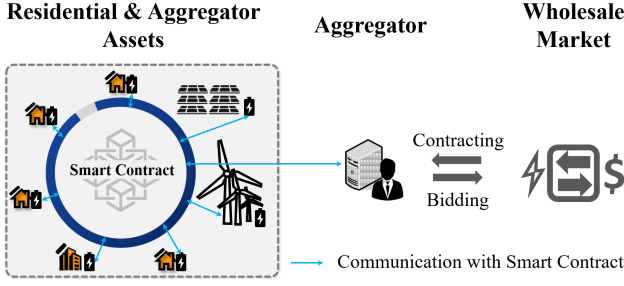 Residential & Aggregator
Assets
Aggregator
Wholesale
Market
Smart Contract
Contracting
Bidding
$
Communication with Smart Contract